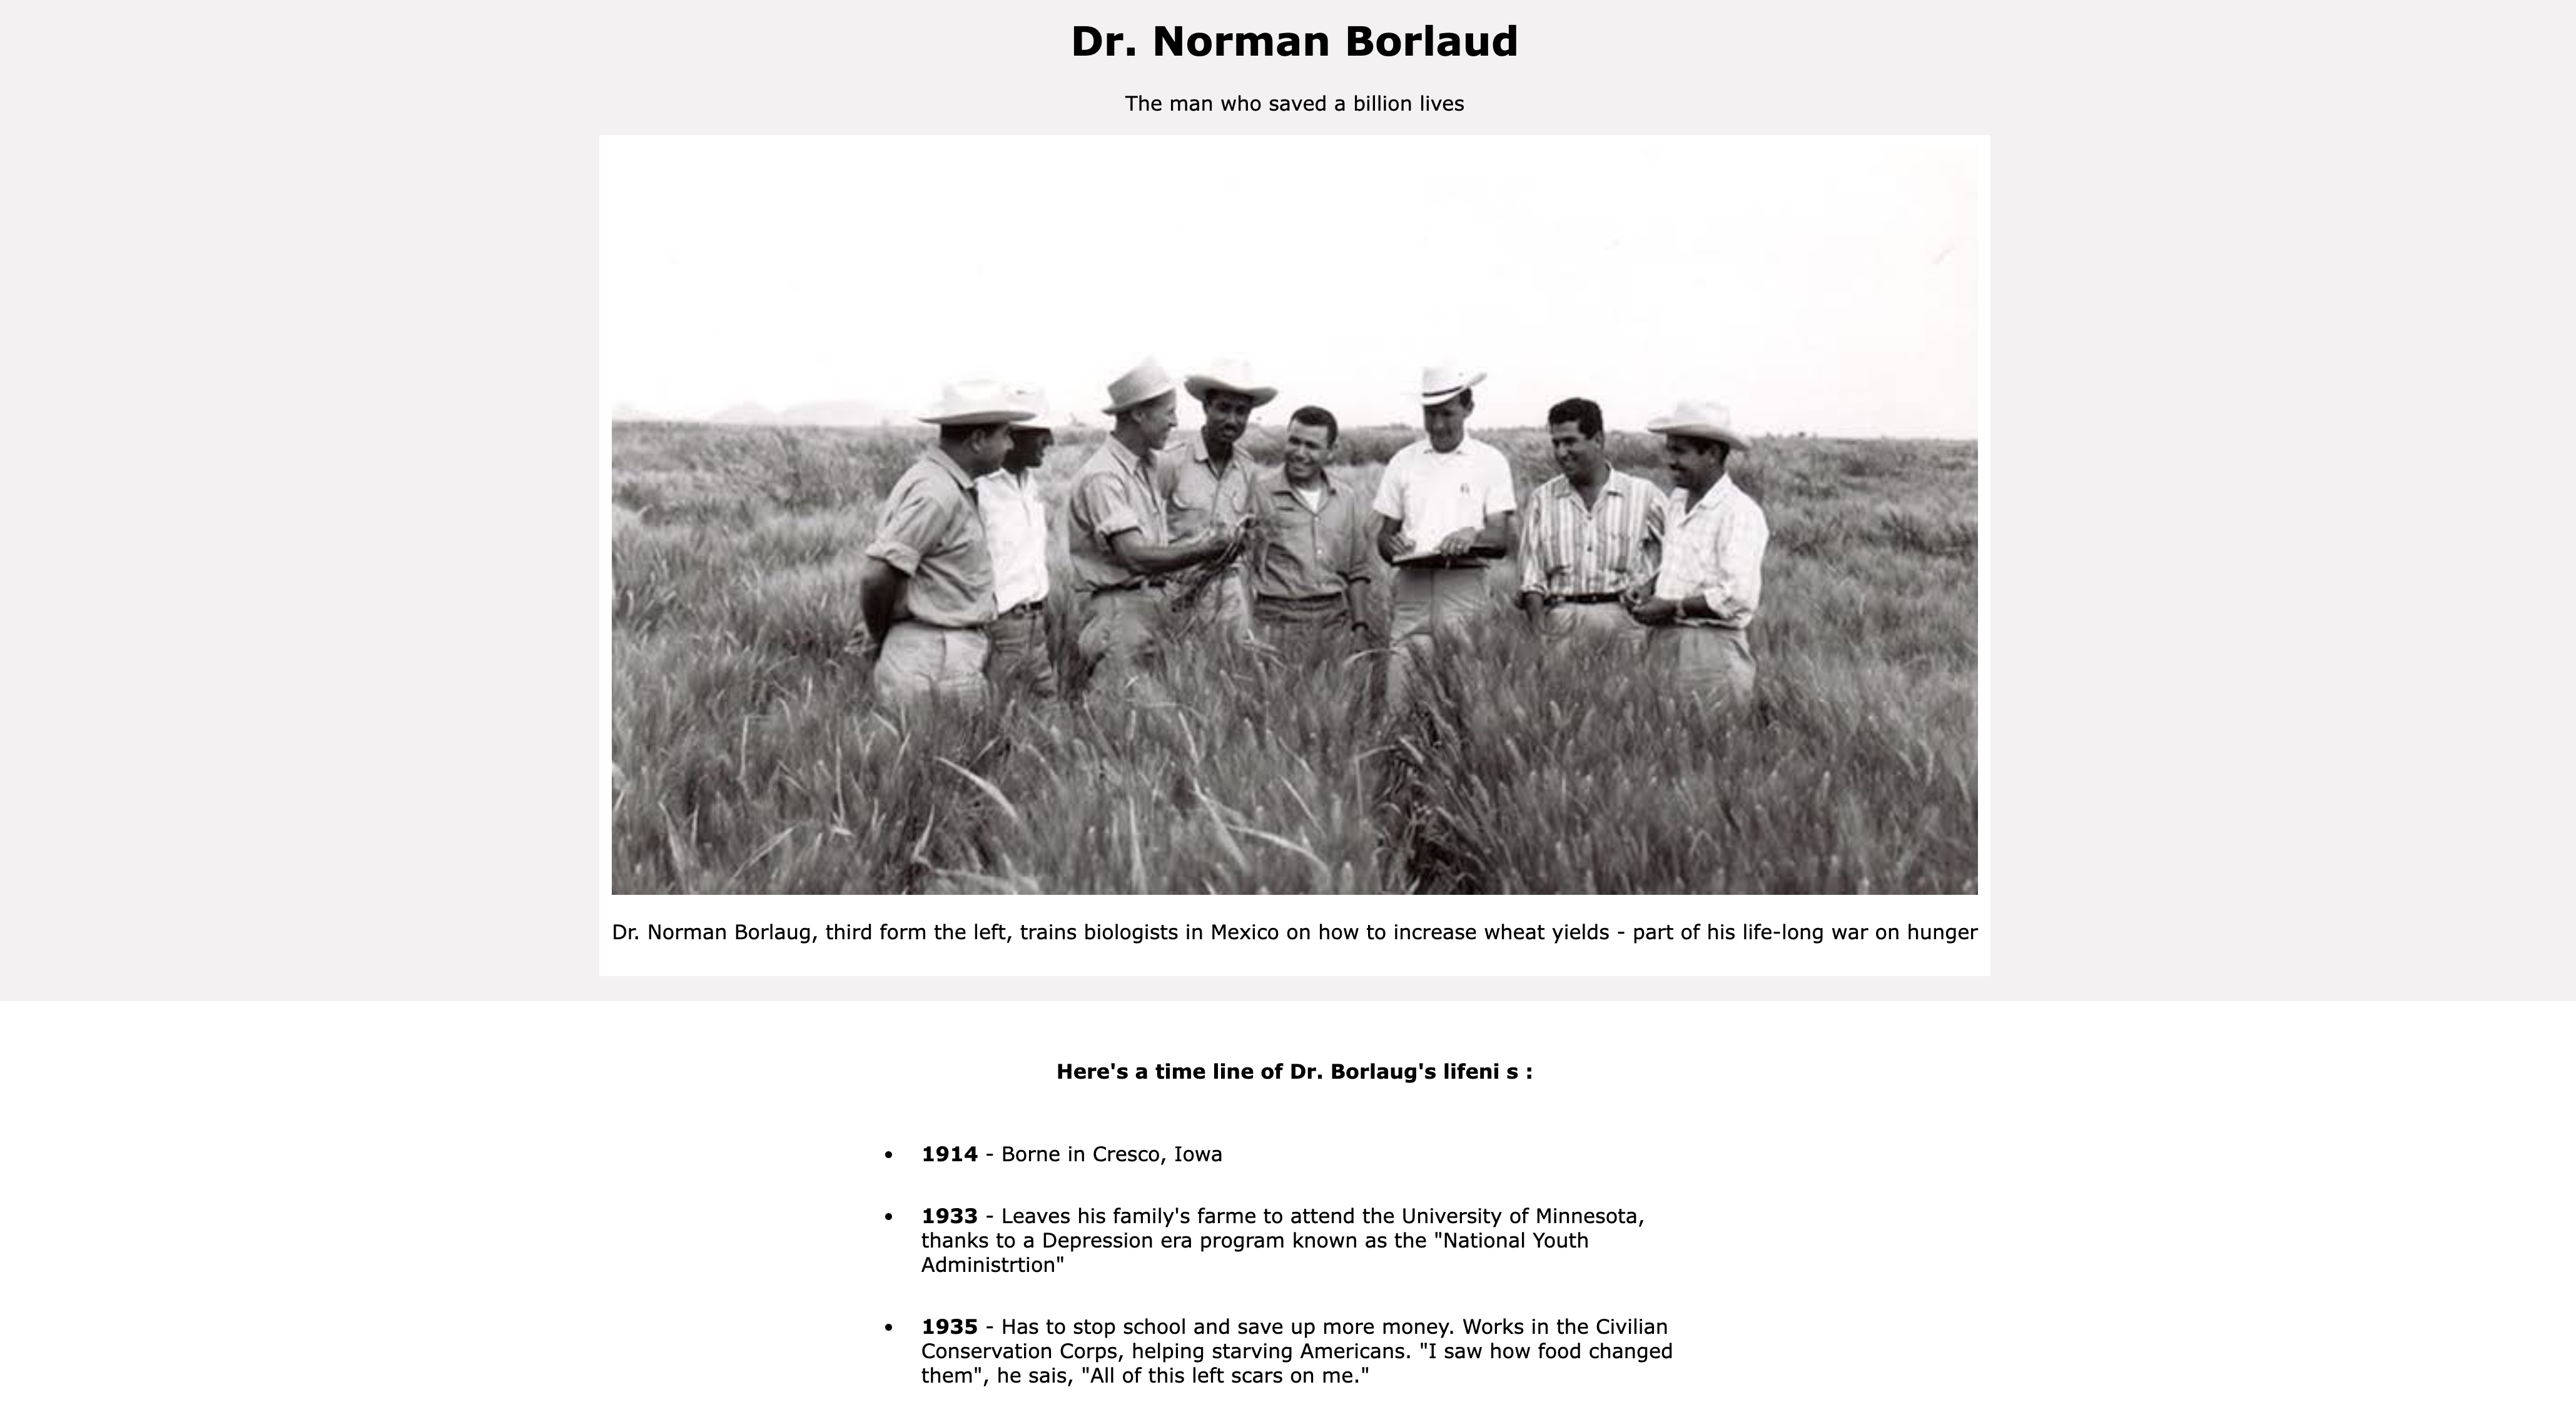 Dr. Norman Borlaud
The man who saved a billion lives
Dr. Norman Borlaug, third form the left, trains biologists in Mexico on how to increase wheat yields - part of his life-long war on hunger
Here's a time line of Dr. Borlaug's lifeni s :
• 1914 - Borne in Cresco, Iowa
• 1933 - Leaves his family's farme to attend the University of Minnesota,
thanks to a Depression era program known as the "National Youth
Administrtion"
• 1935 - Has to stop school and save up more money. Works in the Civilian
Conservation Corps, helping starving Americans. "I saw how food changed
them", he sais, "All of this left scars on me."